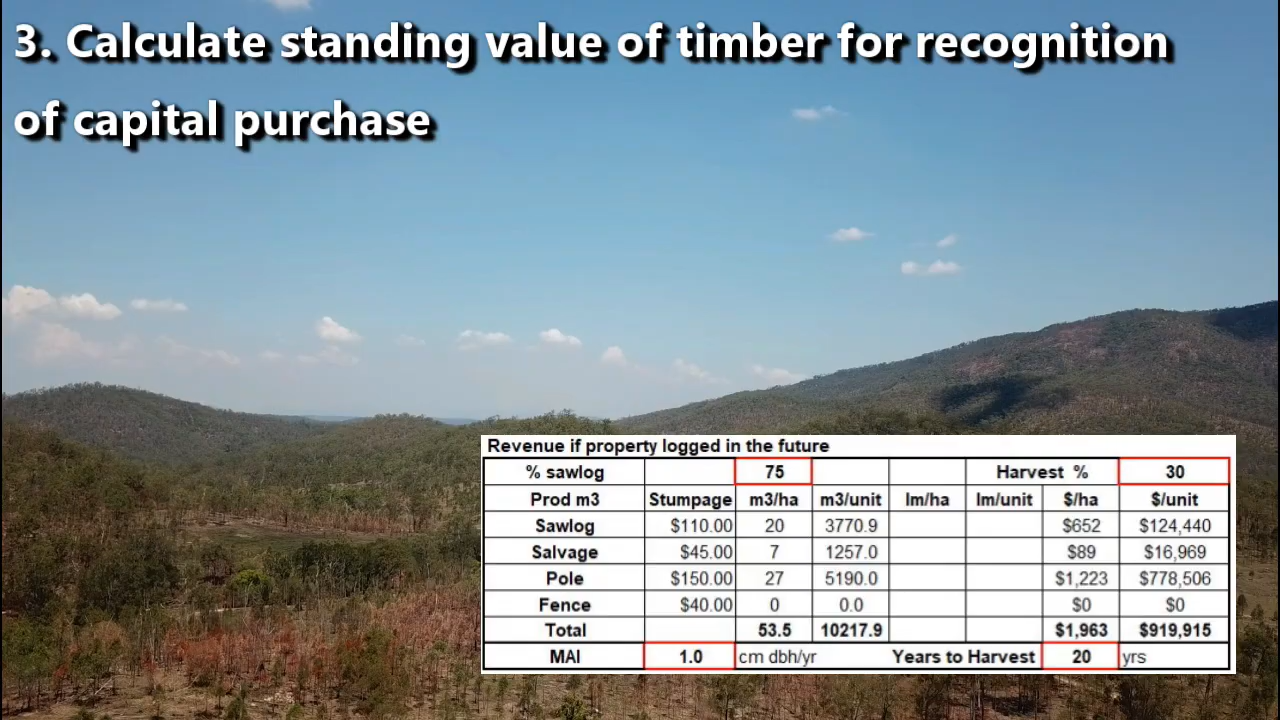 3. Calculate standing value of timber for recognition
of capital purchase
Revenue if property logged in the future
% sawlog 75 Harvest % 30
Prod m3 Stumpage m3/ha m3/unit lm/ha lm/unit $/ha $/unit
Sawlog $110.00 20 3770.9 $652 $124,440
Salvage $45.00 7 1257.0 $89 $16,969
Pole $150.00 27 5190.0 $1,223 $778,506
Fence $40.00 0 0.0 $0 $0
Total 53.5 10217.9 $1,963 $919,915
MAI 1.0 cm dbh/yr Years to Harvest 20 yrs